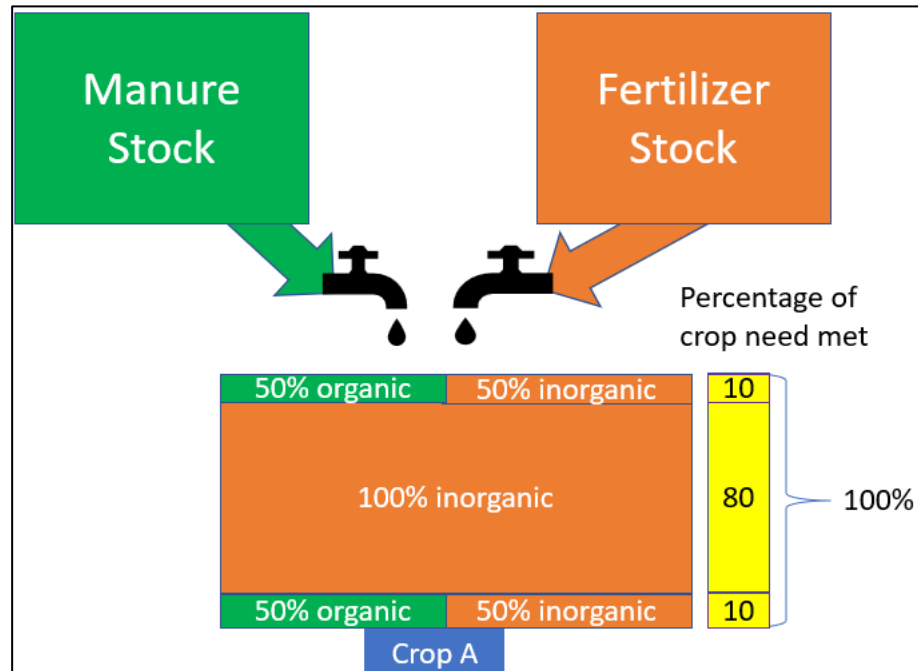 Manure
Stock
Fertilizer
Stock
Percentage of
crop need met
50% organic
50% inorganic
10
100% inorganic
80
100%
50% organic
50% inorganic
10
Crop A